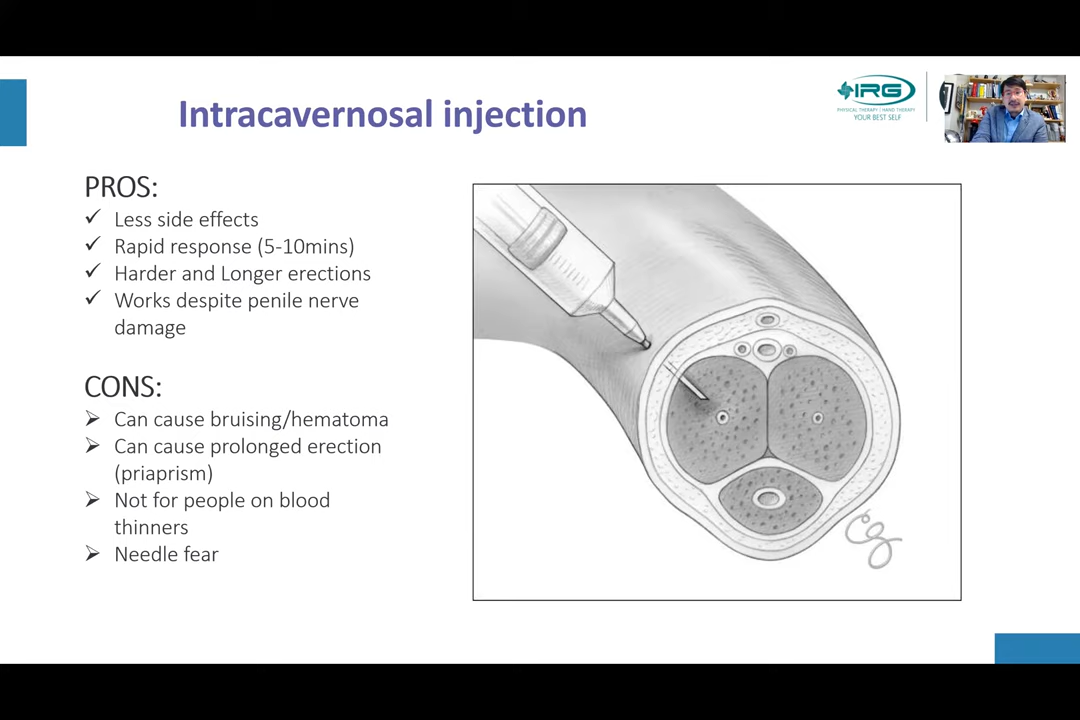 Intracavernosal injection
IRG
PHYSICAL THERAPY | HAND THERAPY
YOUR BEST SELF
PROS:
Less side effects
Rapid response (5-10mins)
Harder and Longer erections
Works despite penile nerve
damage
CONS:
Can cause bruising/hematoma
Can cause prolonged erection
(priaprism)
Not for people on blood
thinners
Needle fear